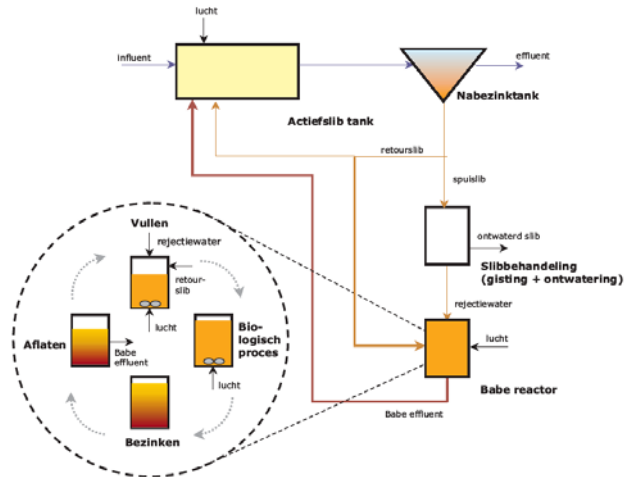 lucht
influent
effluent
Nabezinktank
Actiefslib tank
retourslib
spuislib
ontwaterd slib
Slibbehandeling
(gisting + ontwatering)
rejectiewater
lucht
Babe reactor
Babe effluent
Vullen
rejectiewater
retour-
slib
lucht
Bio-
logisch
proces
lucht
Aflaten
Babe
effluent
Bezinken